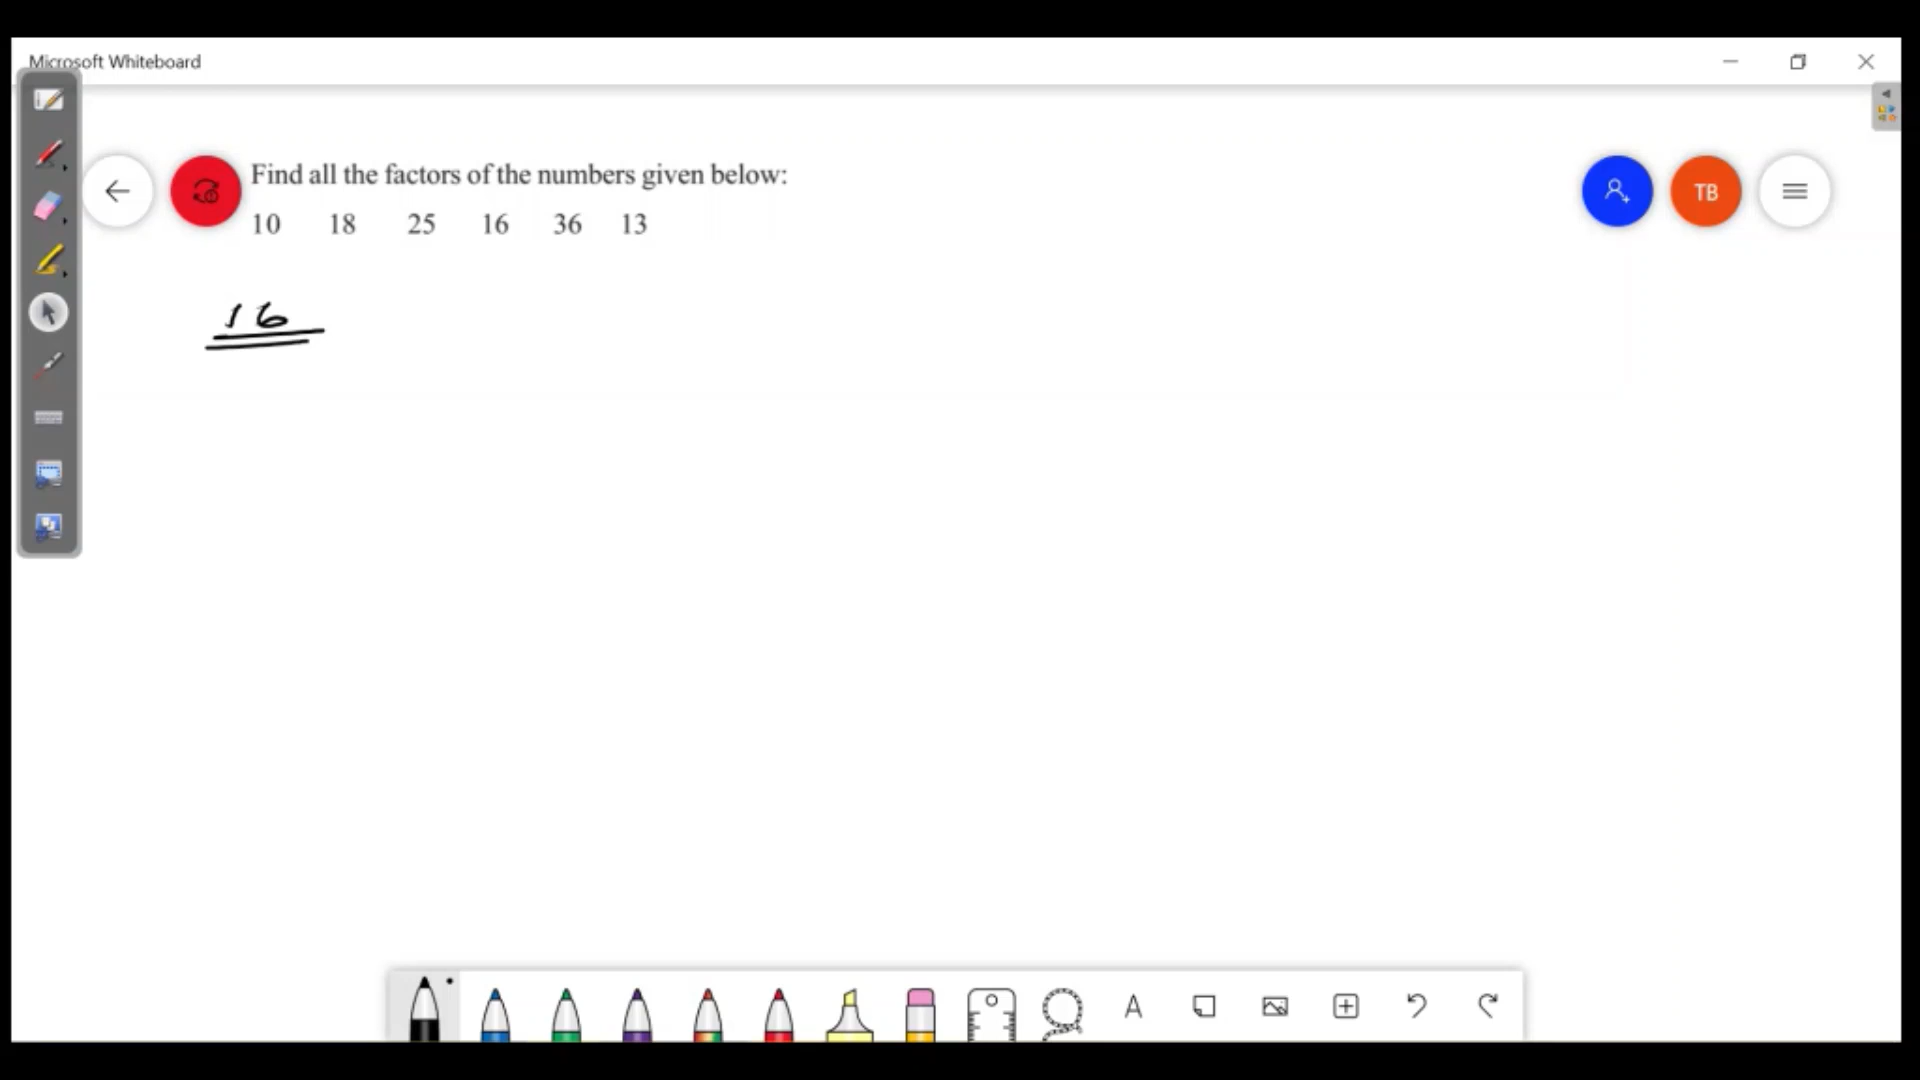 Microsoft Whiteboard
Find all the factors of the numbers given below:
10 18 25 16 36 13
TB
16
A